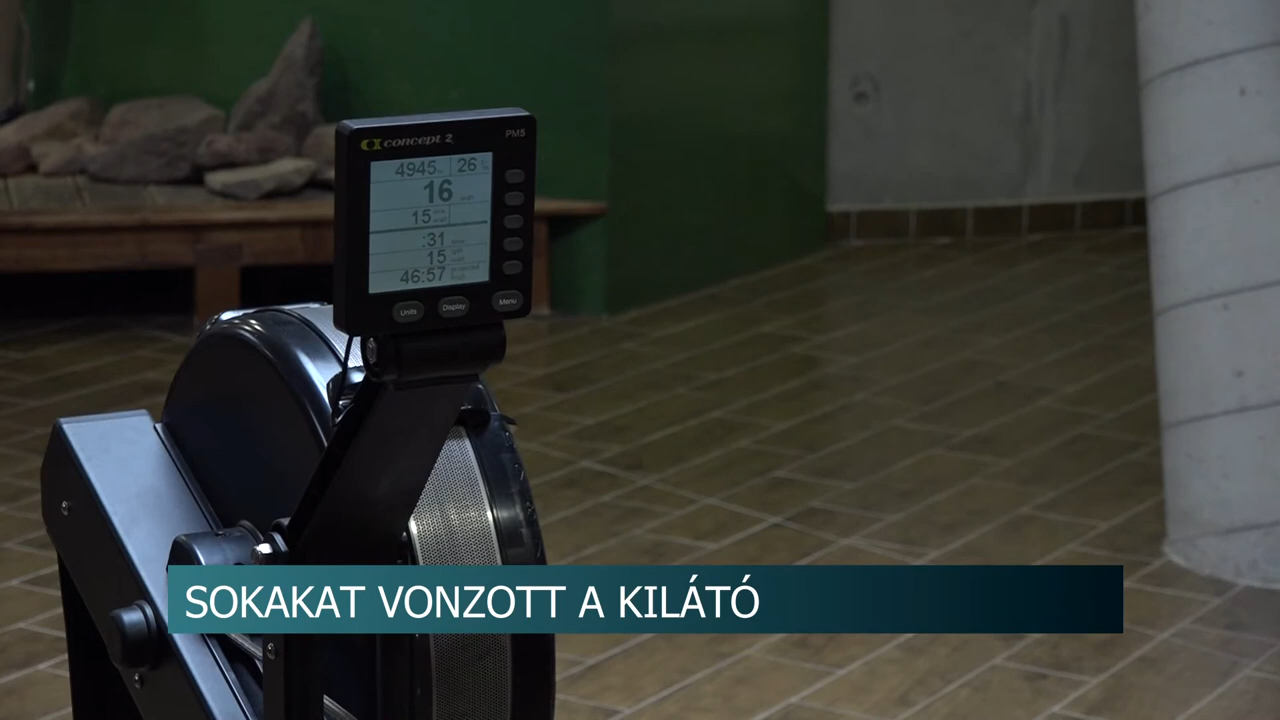 concept 2
PM5
4945 26
16
15
:31
15
46:57
Units Display Menu
SOKAKAT VONZOTT A KILÁTÓ